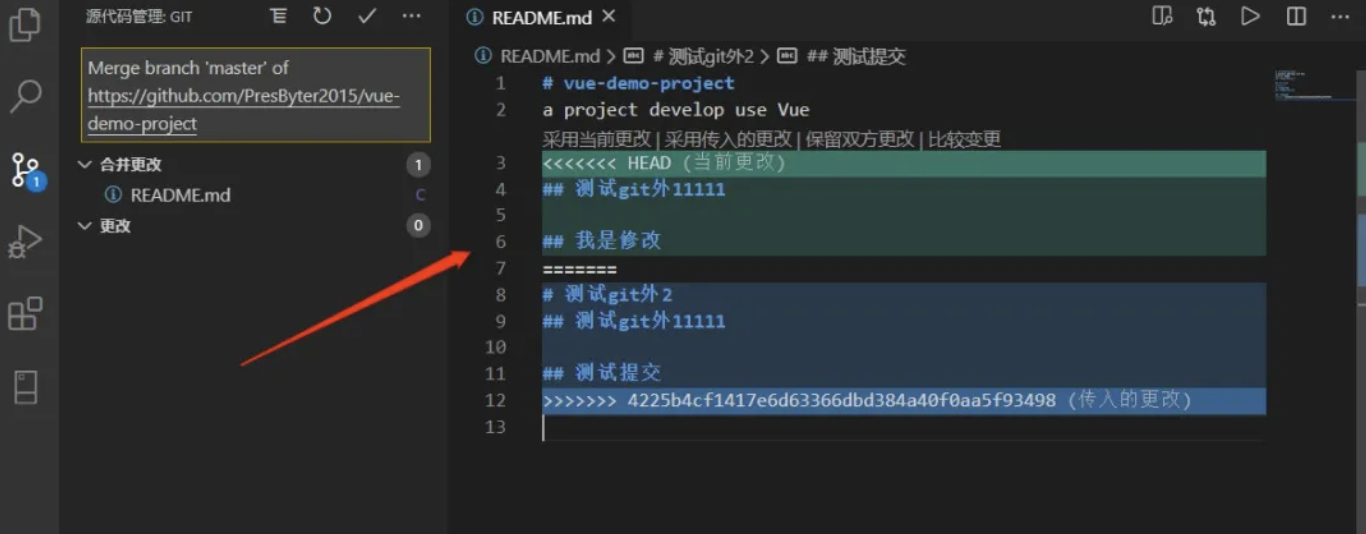 源代码管理: GIT
Merge branch 'master' of
https://github.com/PresByter2015/vue-
demo-project
合并更改 1
README.md C
更改 0
1
README.md
README.md > # 测试git外2 > ## 测试提交
1 # vue-demo-project
2 a project develop use Vue
采用当前更改 | 采用传入的更改 | 保留双方更改 | 比较变更
3 <<<<<<< HEAD (当前更改)
4 ## 测试git外11111
5
6 ## 我是修改
7 =======
8 # 测试git外2
9 ## 测试git外11111
10
11 ## 测试提交
12 >>>>>>> 4225b4cf1417e6d63366dbd384a40f0aa5f93498 (传入的更改)
13